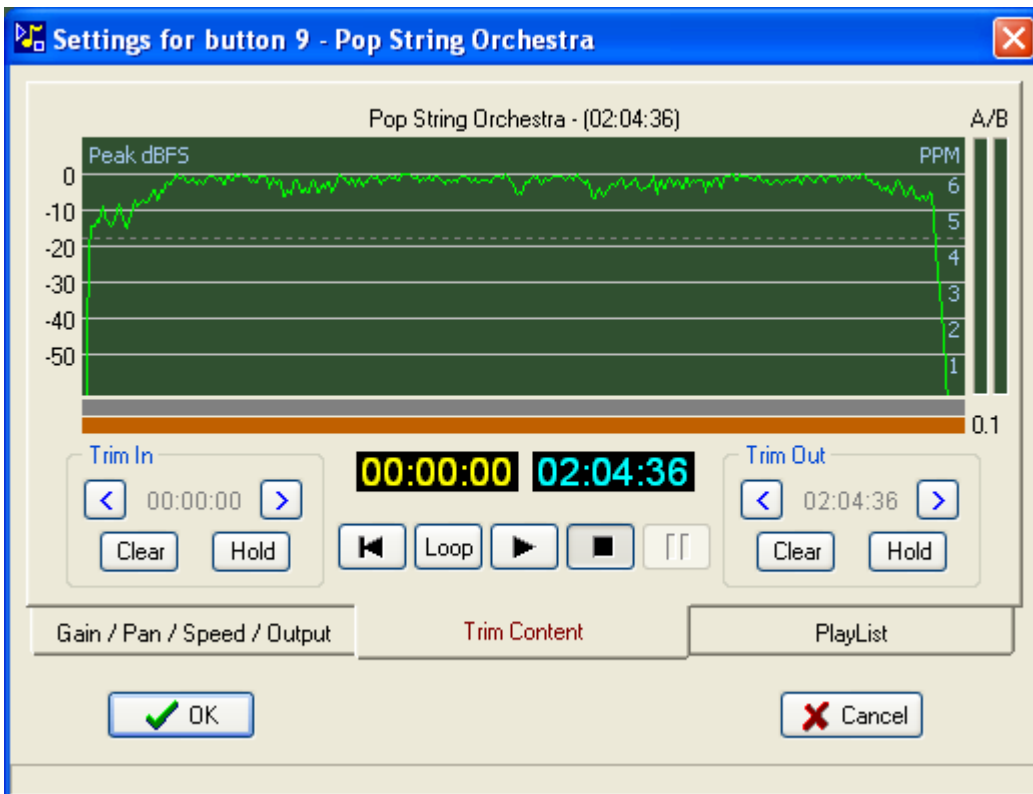 Settings for button 9 - Pop String Orchestra
Pop String Orchestra - (02:04:36)
A/B
Peak dBFS
PPM
0
-10
-20
-30
-40
-50
6
5
4
3
2
1
0.1
Trim In
00:00:00
Clear
Hold
00:00:00
02:04:36
Loop
Trim Out
02:04:36
Clear
Hold
Gain / Pan / Speed / Output
Trim Content
PlayList
OK
Cancel